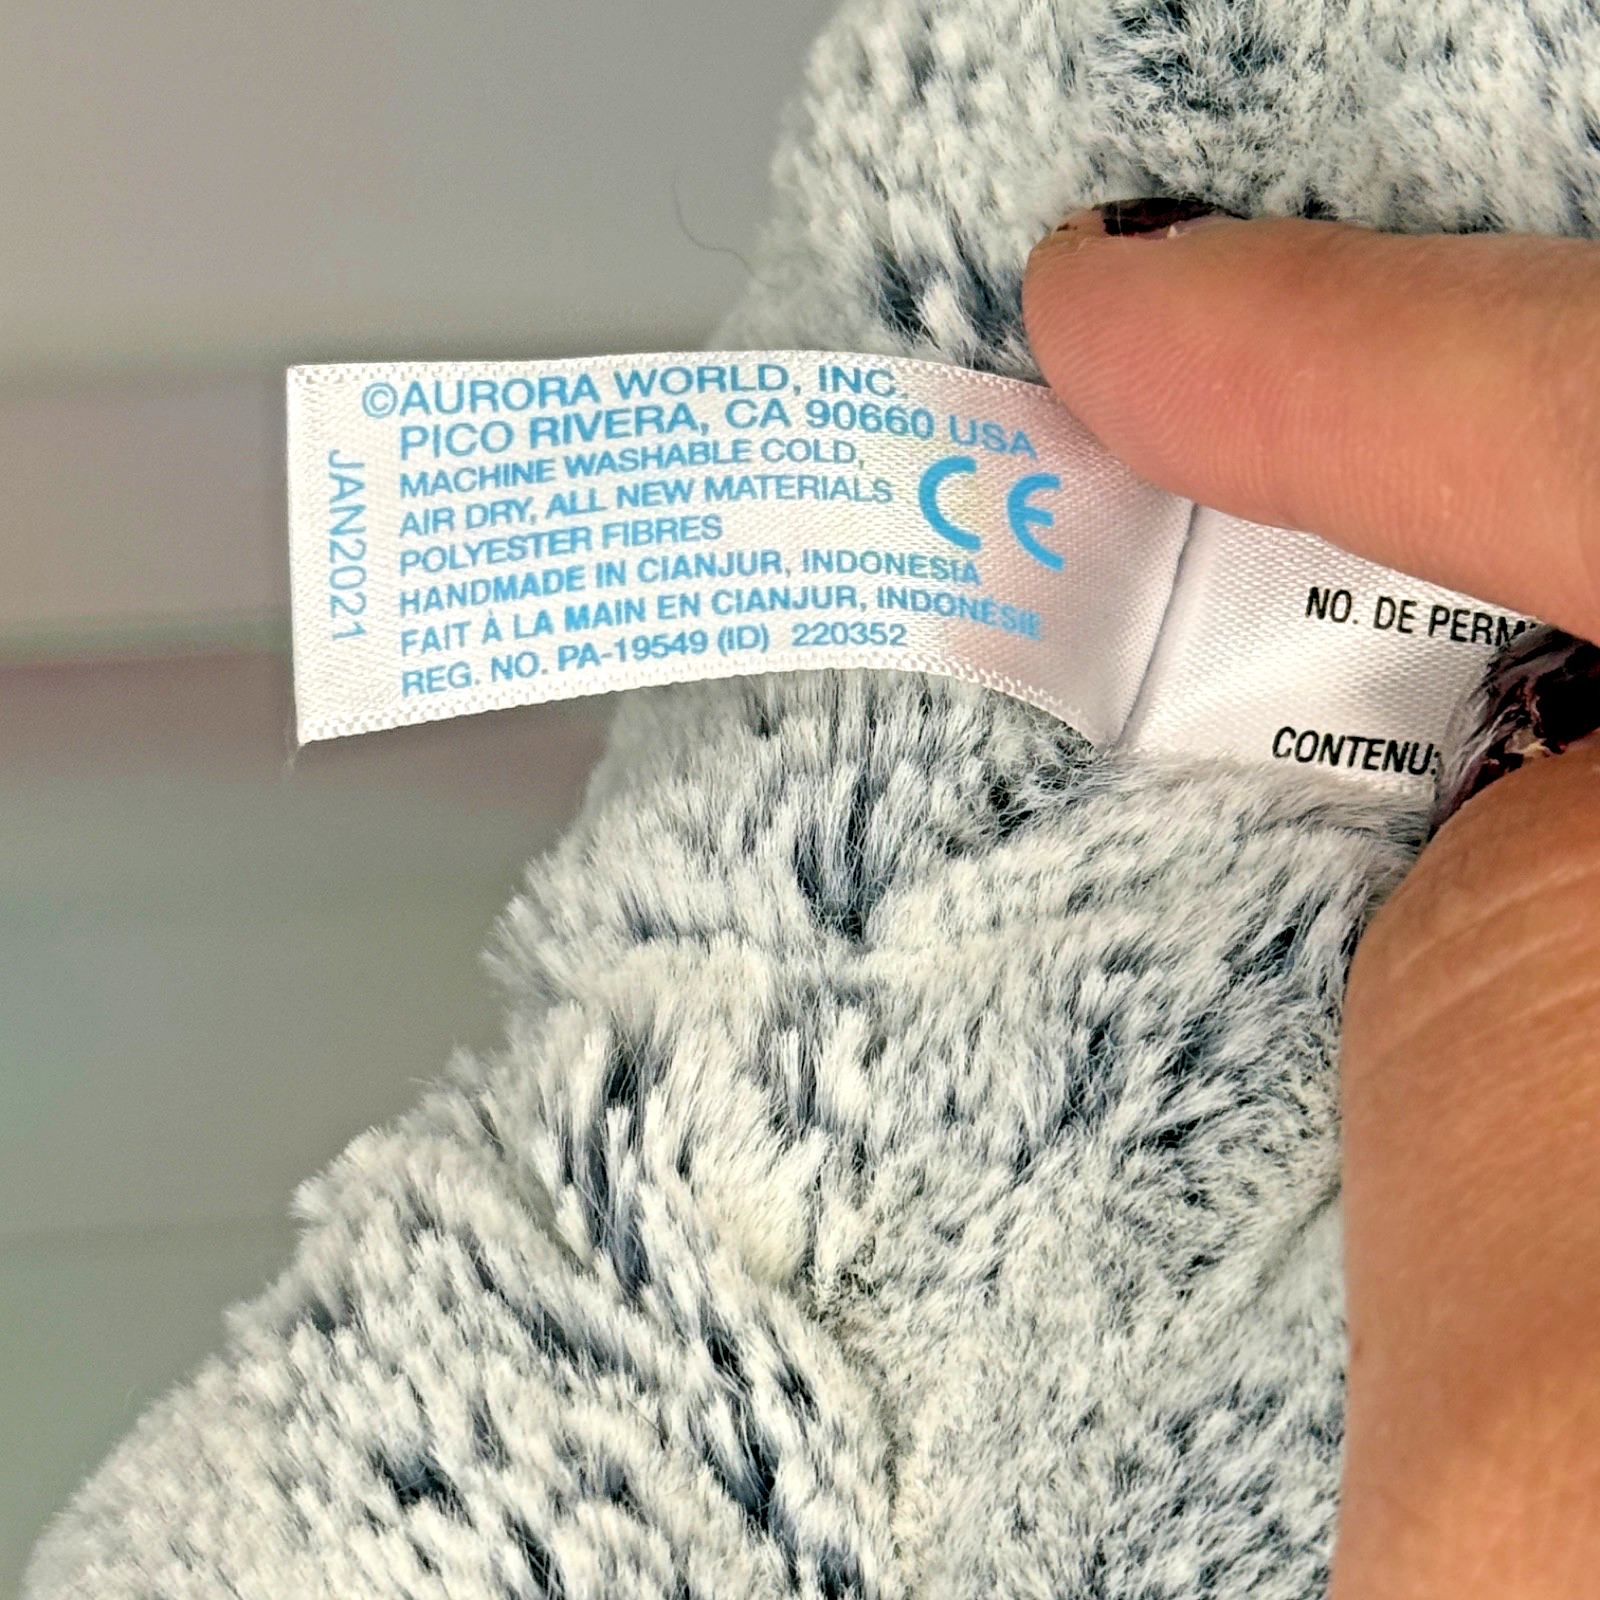 ©AURORA WORLD, INC.
PICO RIVERA, CA 90660 USA
MACHINE WASHABLE COLD,
AIR DRY, ALL NEW MATERIALS
POLYESTER FIBRES
HANDMADE IN CIANJUR, INDONESIA
FAIT À LA MAIN EN CIANJUR, INDONÉSIE
REG. NO. PA-19549 (ID) 220352
CE
JAN2021
NO. DE
CONTENU: